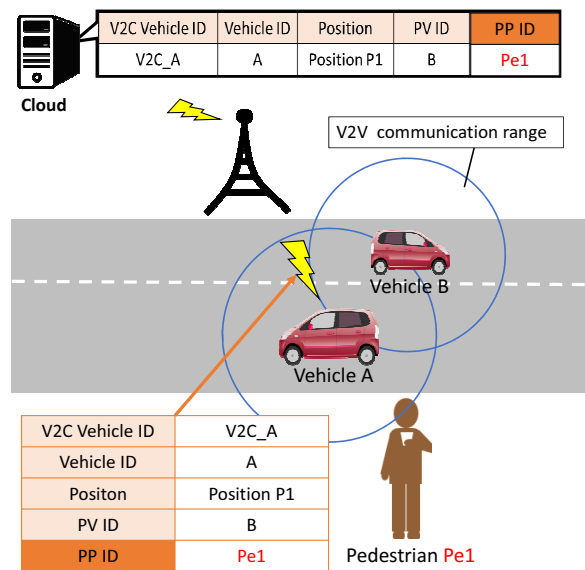 V2C Vehicle ID Vehicle ID Position PV ID PP ID
V2C_A A Position P1 B Pe1
Cloud
V2V communication range
Vehicle B
Vehicle A
V2C Vehicle ID V2C_A
Vehicle ID A
Positon Position P1
PV ID B
PP ID Pe1
Pedestrian Pe1